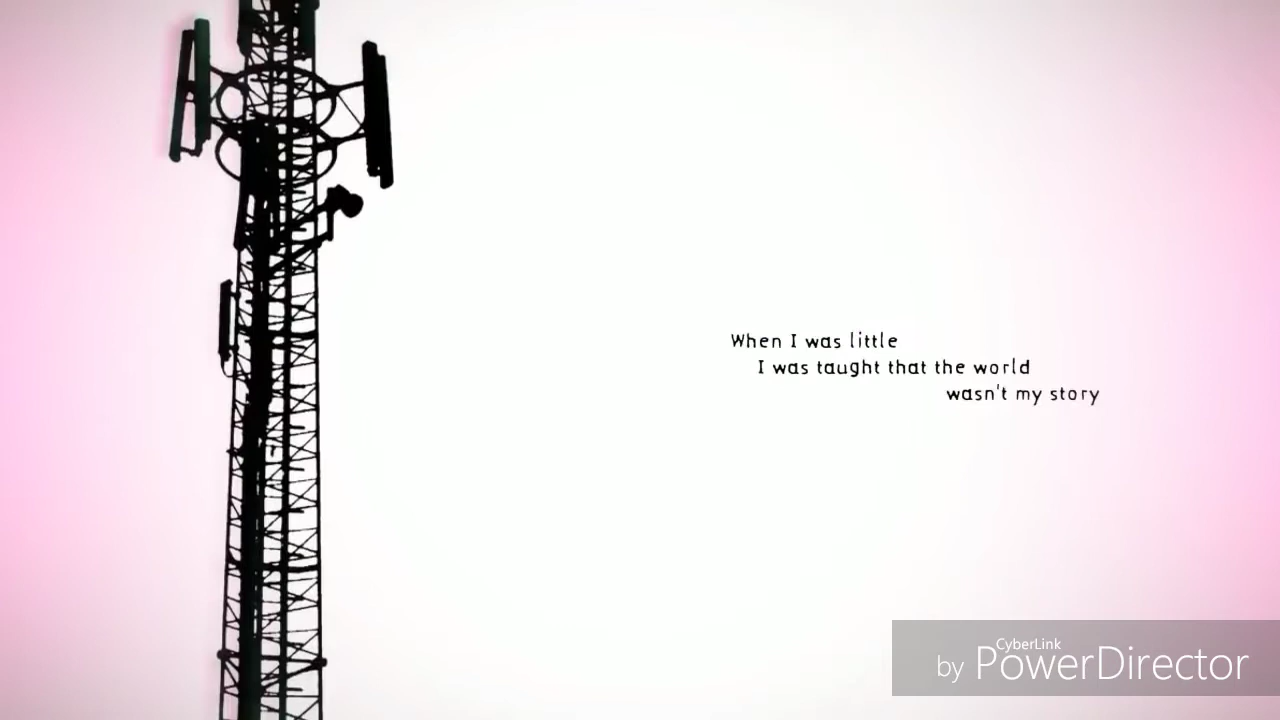 When I was little
I was taught that the world
wasn't my story
CyberLink
by PowerDirector